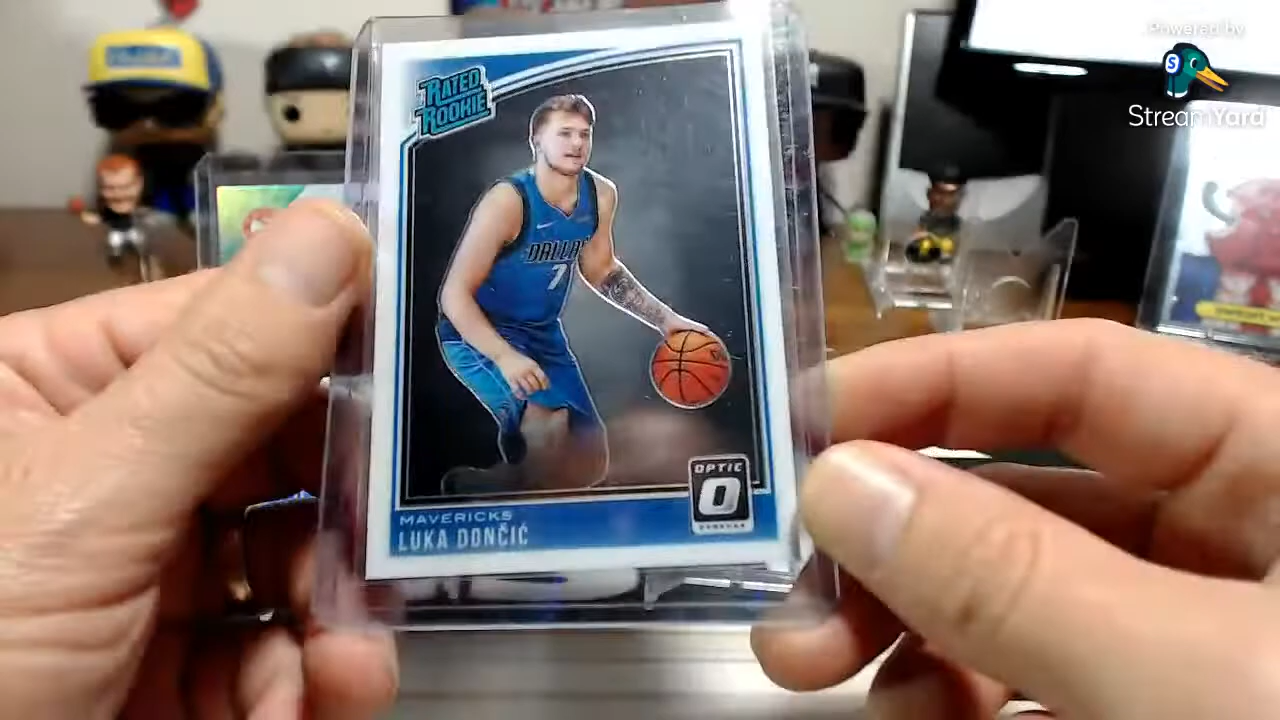 Powered by
StreamYard
RATED
ROOKIE
DALLAS
7
OPTIC
O
MAVERICKS
LUKA DONČIĆ